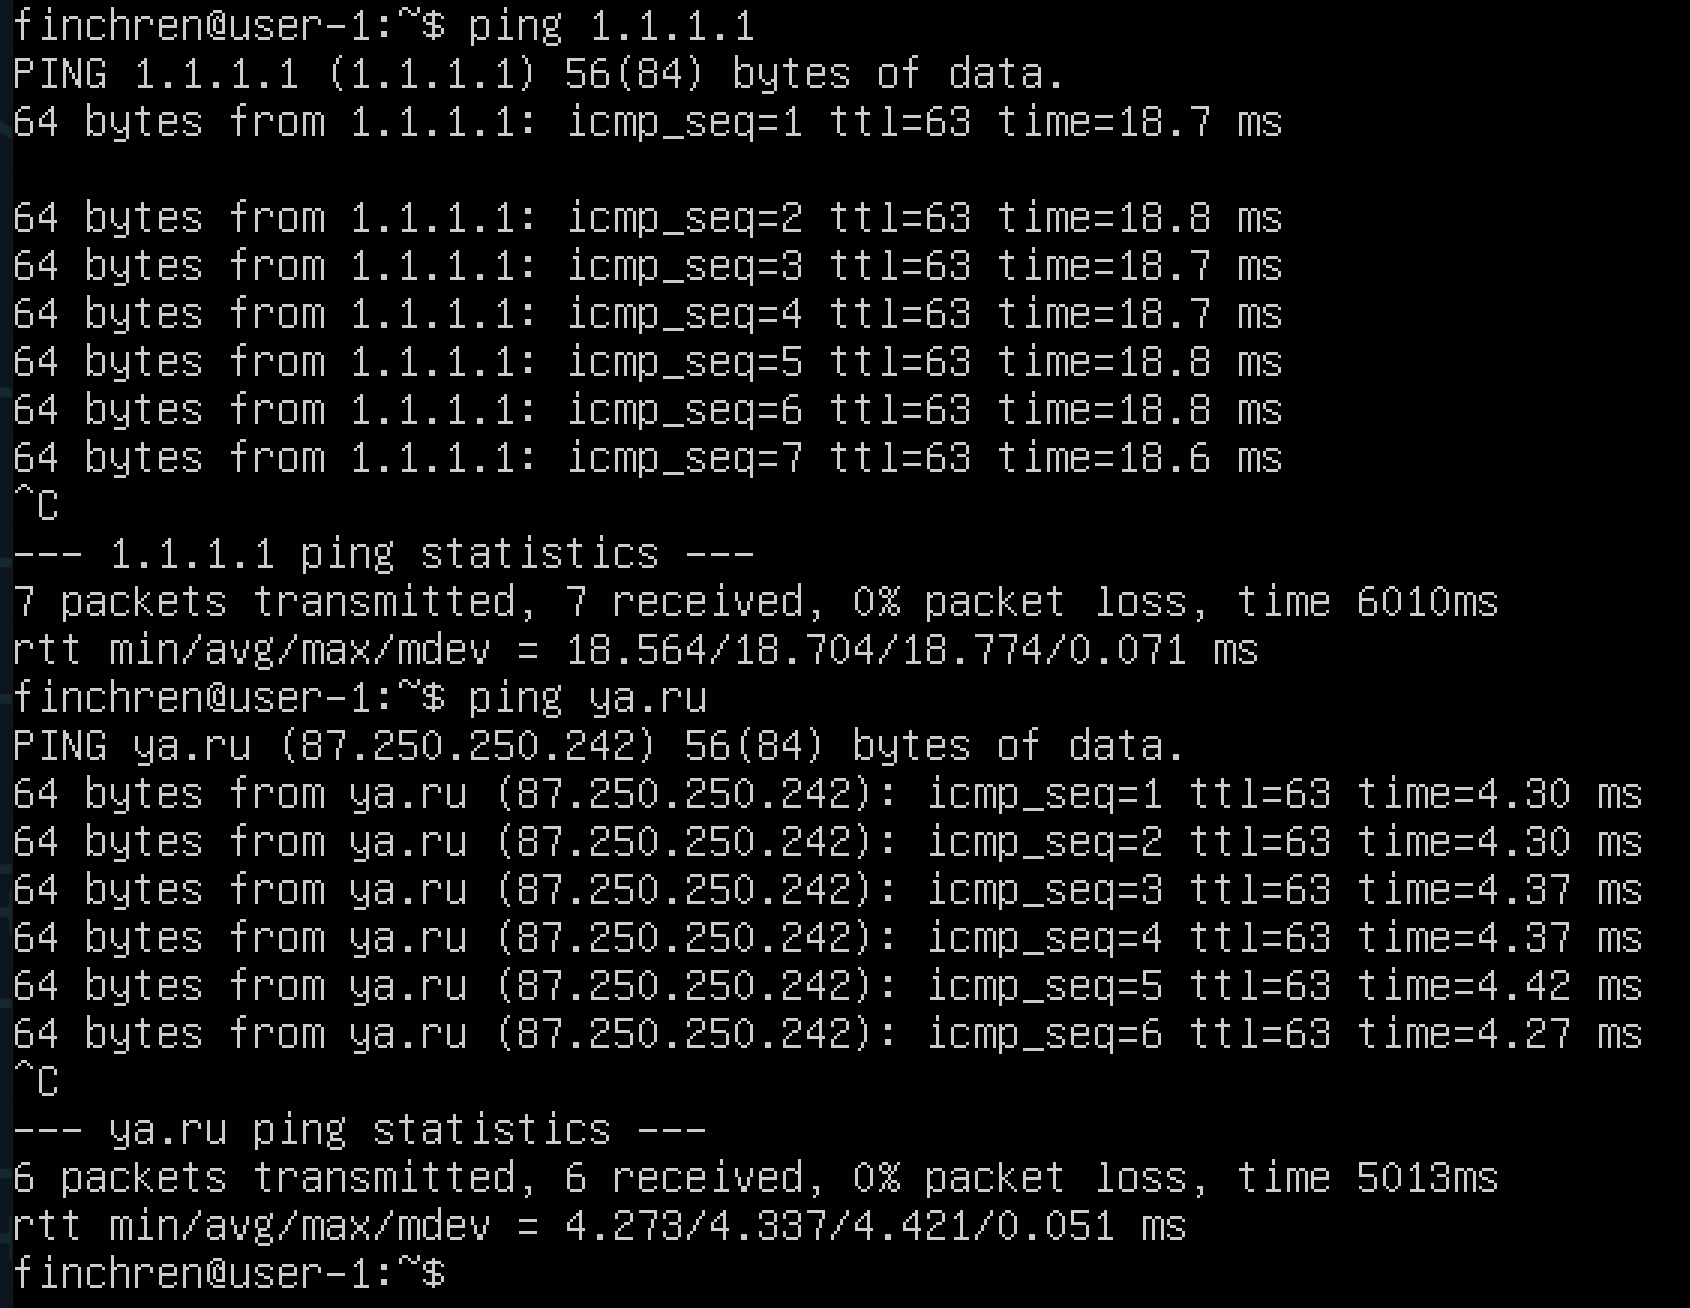 finchren@user-1:~$ ping 1.1.1.1
PING 1.1.1.1 (1.1.1.1) 56(84) bytes of data.
64 bytes from 1.1.1.1: icmp_seq=1 ttl=63 time=18.7 ms
64 bytes from 1.1.1.1: icmp_seq=2 ttl=63 time=18.8 ms
64 bytes from 1.1.1.1: icmp_seq=3 ttl=63 time=18.7 ms
64 bytes from 1.1.1.1: icmp_seq=4 ttl=63 time=18.7 ms
64 bytes from 1.1.1.1: icmp_seq=5 ttl=63 time=18.8 ms
64 bytes from 1.1.1.1: icmp_seq=6 ttl=63 time=18.8 ms
64 bytes from 1.1.1.1: icmp_seq=7 ttl=63 time=18.6 ms
^C
--- 1.1.1.1 ping statistics ---
7 packets transmitted, 7 received, 0% packet loss, time 6010ms
rtt min/avg/max/mdev = 18.564/18.704/18.774/0.071 ms
finchren@user-1:~$ ping ya.ru
PING ya.ru (87.250.250.242) 56(84) bytes of data.
64 bytes from ya.ru (87.250.250.242): icmp_seq=1 ttl=63 time=4.30 ms
64 bytes from ya.ru (87.250.250.242): icmp_seq=2 ttl=63 time=4.30 ms
64 bytes from ya.ru (87.250.250.242): icmp_seq=3 ttl=63 time=4.37 ms
64 bytes from ya.ru (87.250.250.242): icmp_seq=4 ttl=63 time=4.37 ms
64 bytes from ya.ru (87.250.250.242): icmp_seq=5 ttl=63 time=4.42 ms
64 bytes from ya.ru (87.250.250.242): icmp_seq=6 ttl=63 time=4.27 ms
^C
--- ya.ru ping statistics ---
6 packets transmitted, 6 received, 0% packet loss, time 5013ms
rtt min/avg/max/mdev = 4.273/4.337/4.421/0.051 ms
finchren@user-1:~$